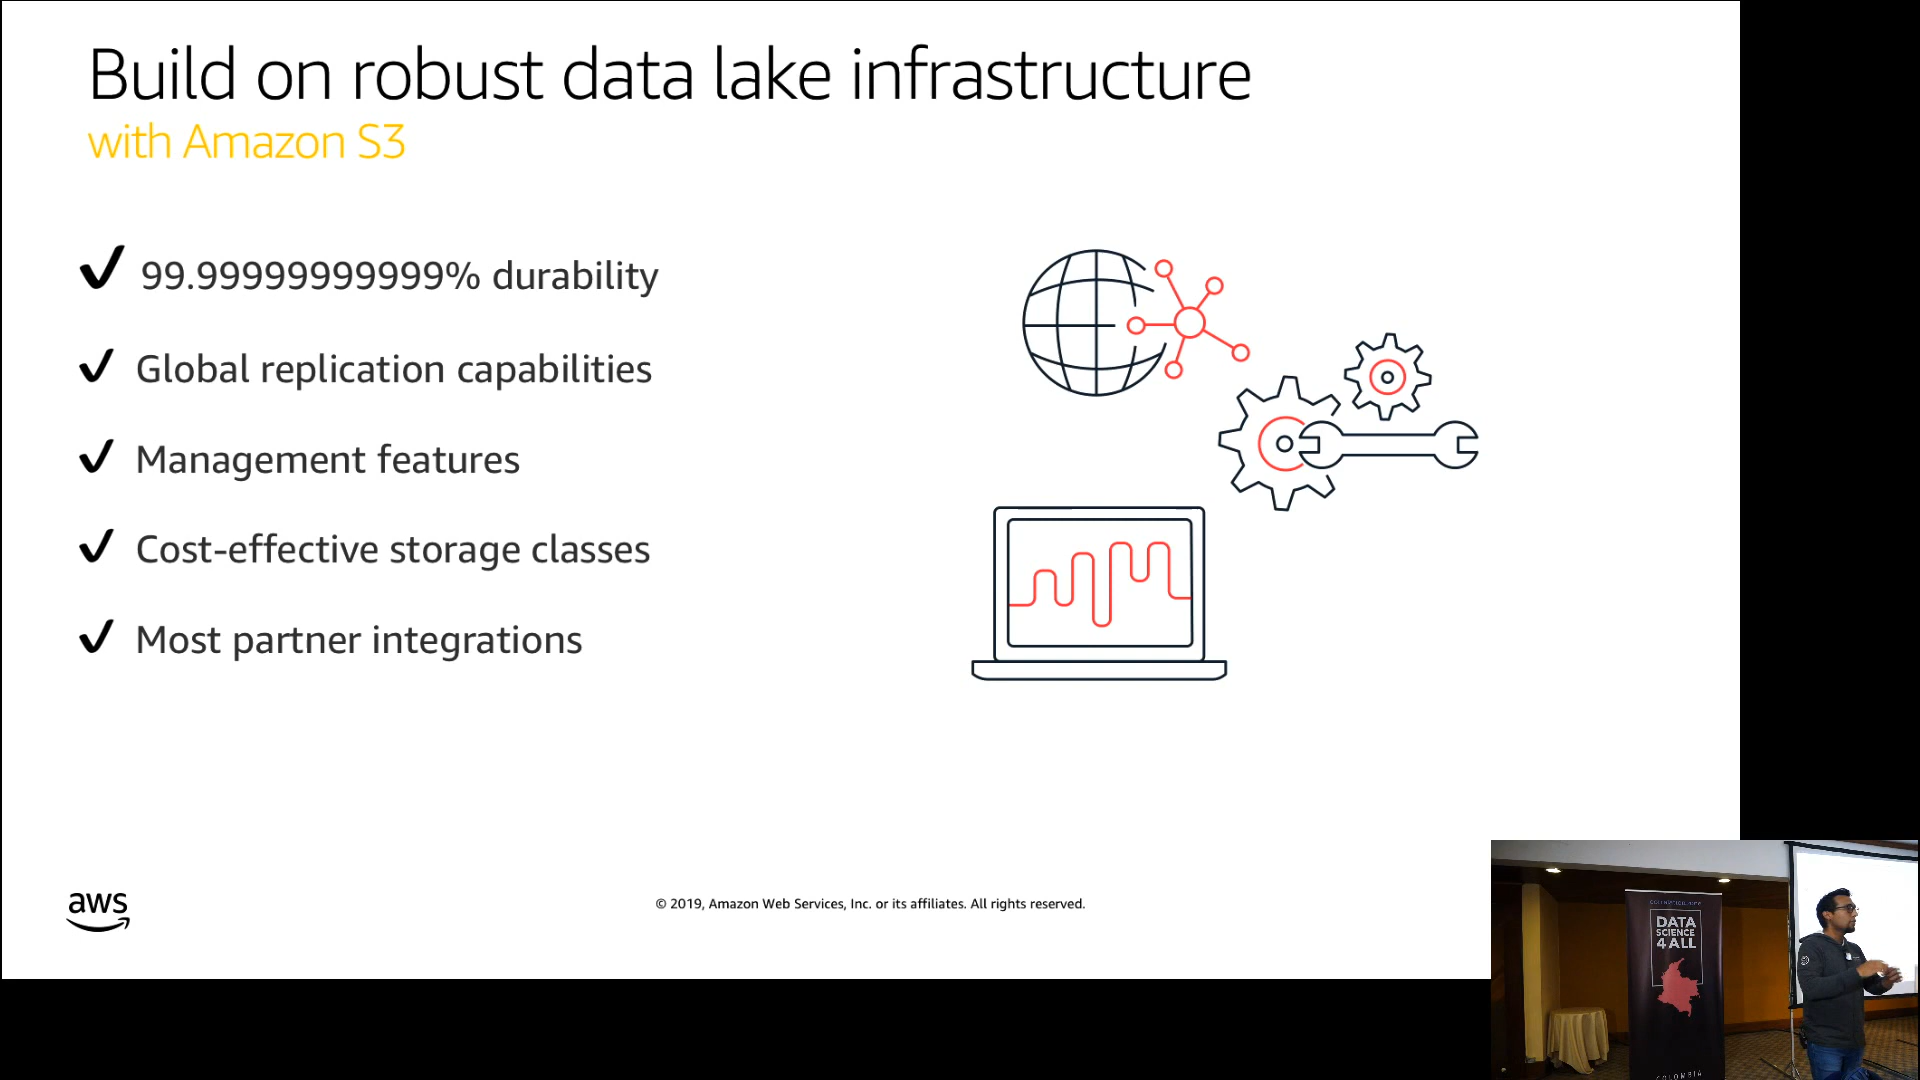 Build on robust data lake infrastructure
with Amazon S3
✔ 99.99999999999% durability
✔ Global replication capabilities
✔ Management features
✔ Cost-effective storage classes
✔ Most partner integrations
aws
© 2019, Amazon Web Services, Inc. or its affiliates. All rights reserved.
DATA
SCIENCE
4 ALL
COLOMBIA